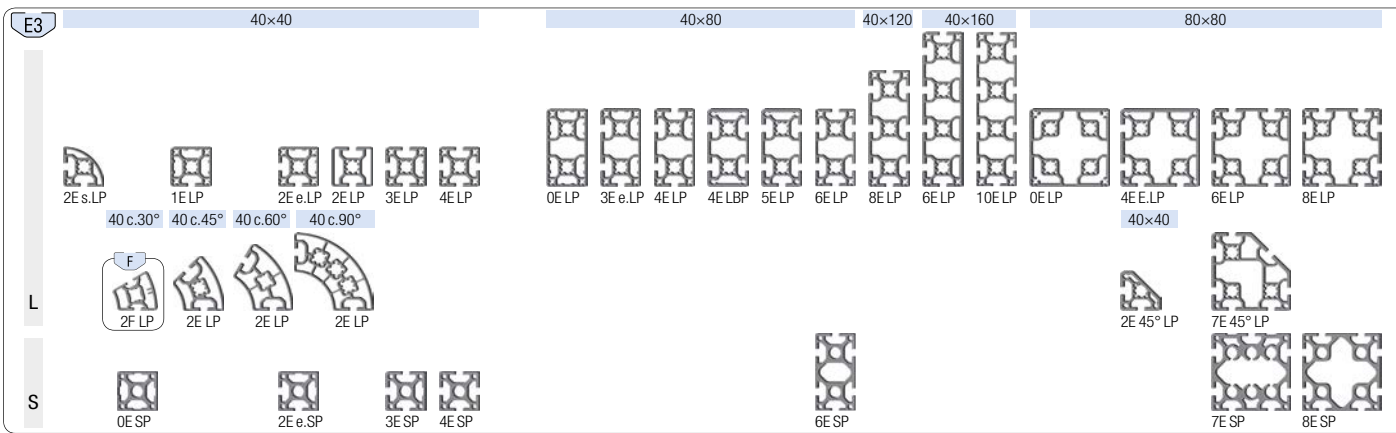 E3
40×40 40×80 40×120 40×160 80×80
2E s.LP 1E LP 2E e.LP 2E LP 3E LP 4E LP 0E LP 3E e.LP 4E LP 4E LBP 5E LP 6E LP 8E LP 6E LP 10E LP 0E LP 4E E.LP 6E LP 8E LP
40 c.30° 40 c.45° 40 c.60° 40 c.90° 40×40
F
L
2F LP 2E LP 2E LP 2E LP 2E 45° LP 7E 45° LP
S
0E SP 2E e.SP 3E SP 4E SP 6E SP 7E SP 8E SP